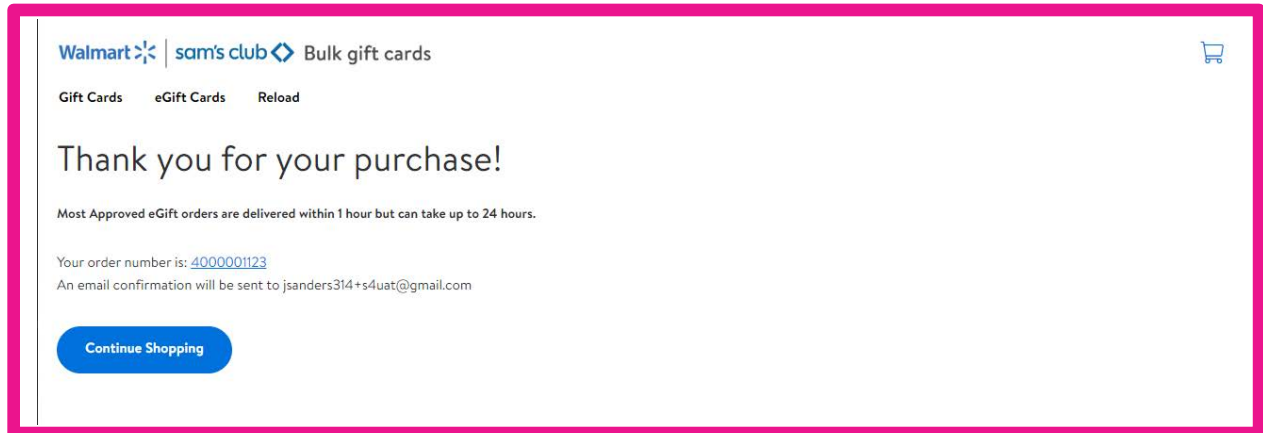 Walmart sam's club Bulk gift cards
Gift Cards eGift Cards Reload
Thank you for your purchase!
Most Approved eGift orders are delivered within 1 hour but can take up to 24 hours.
Your order number is: 4000001123
An email confirmation will be sent to jsanders314+s4uat@gmail.com
Continue Shopping